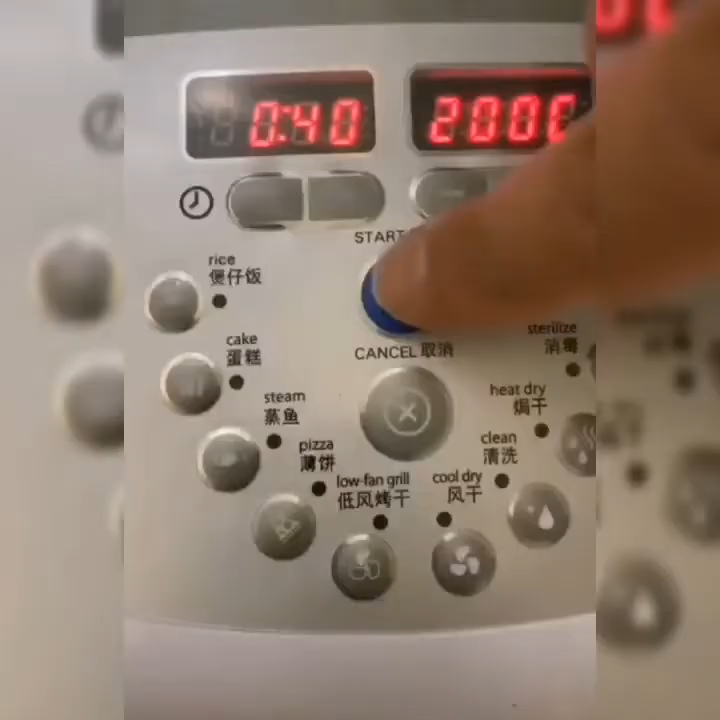 0:40
200C
START
rice
煲仔饭
cake
蛋糕
steam
蒸鱼
pizza
薄饼
low-fan grill
低风烤干
CANCEL 取消
sterilize
消毒
heat dry
焗干
clean
清洗
cool dry
风干